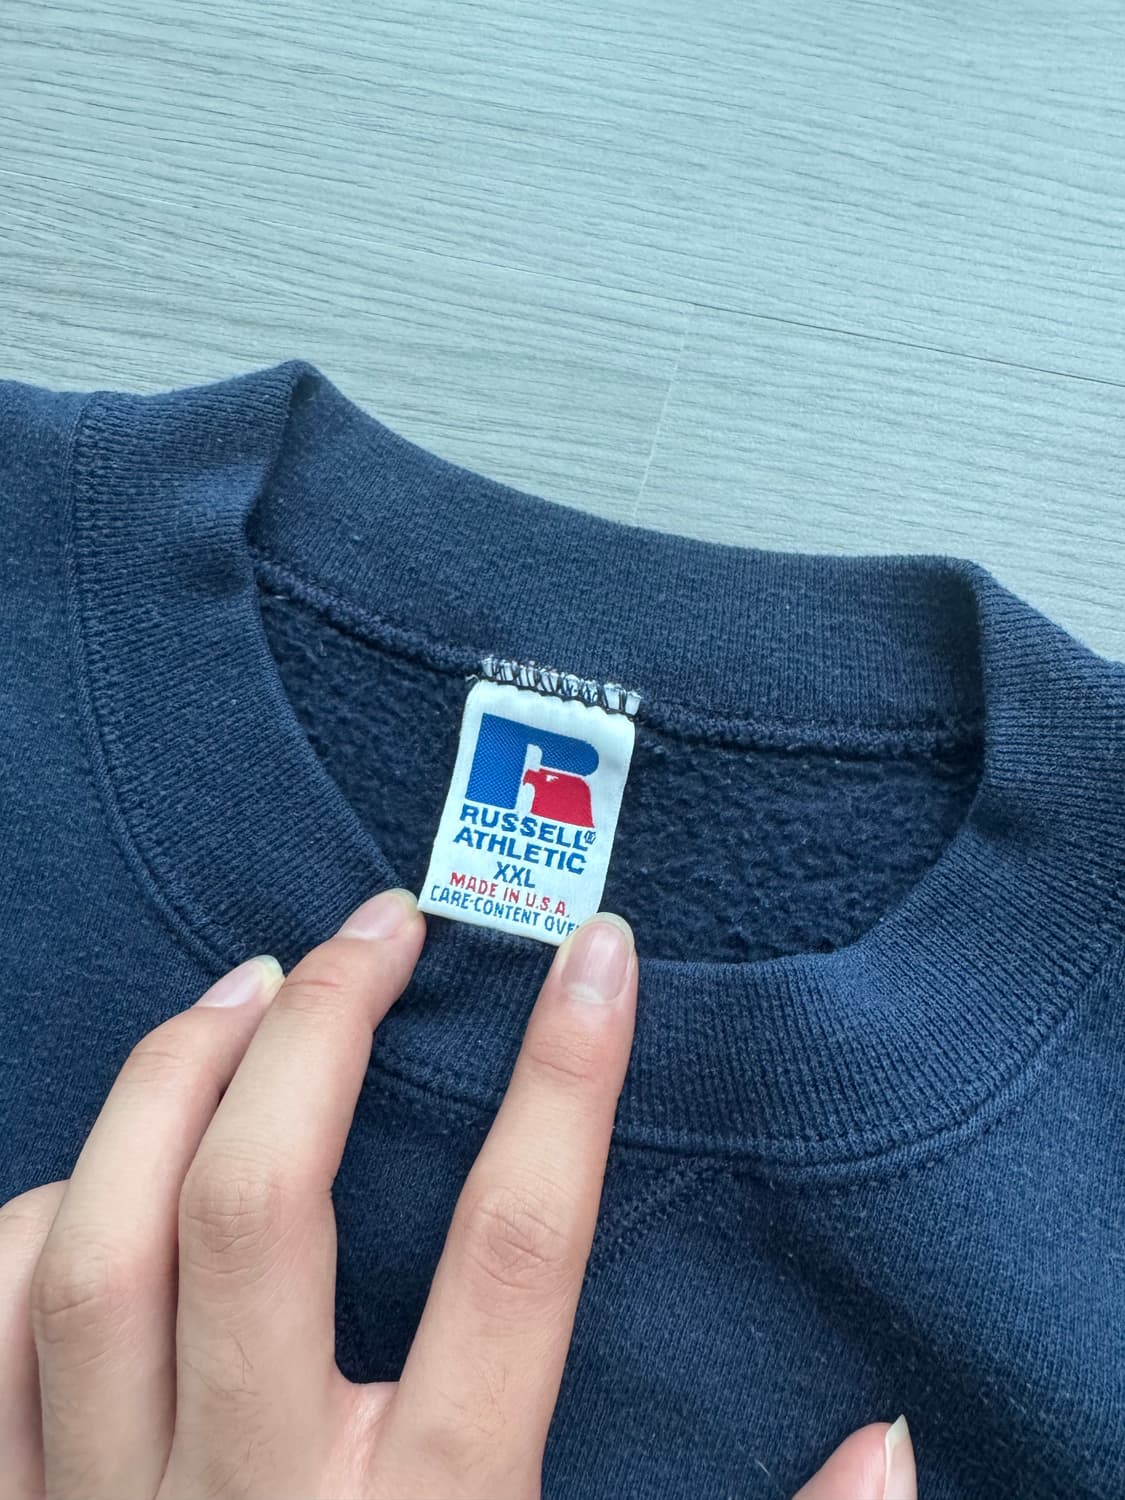 RUSSELL®
ATHLETIC
XXL
MADE IN U.S.A.
CARE-CONTENT